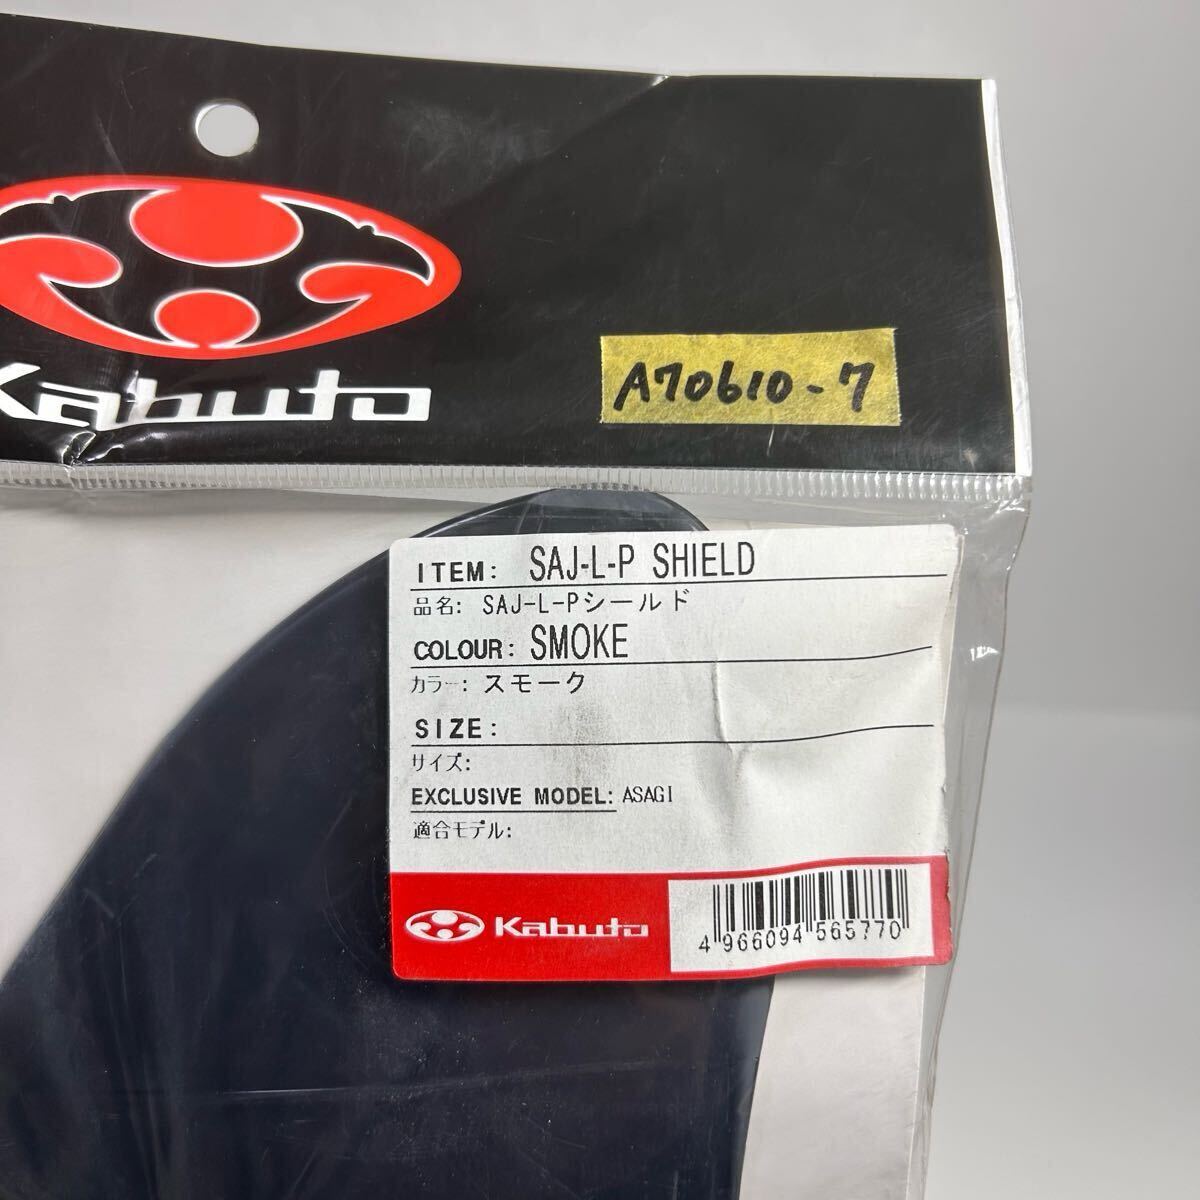 Kabuto
A70610-7
ITEM: SAJ-L-P SHIELD
品名: SAJ-L-Pシールド
COLOUR: SMOKE
カラー: スモーク
SIZE:
サイズ:
EXCLUSIVE MODEL: ASAGI
適合モデル:
Kabuto
4 966094 565770